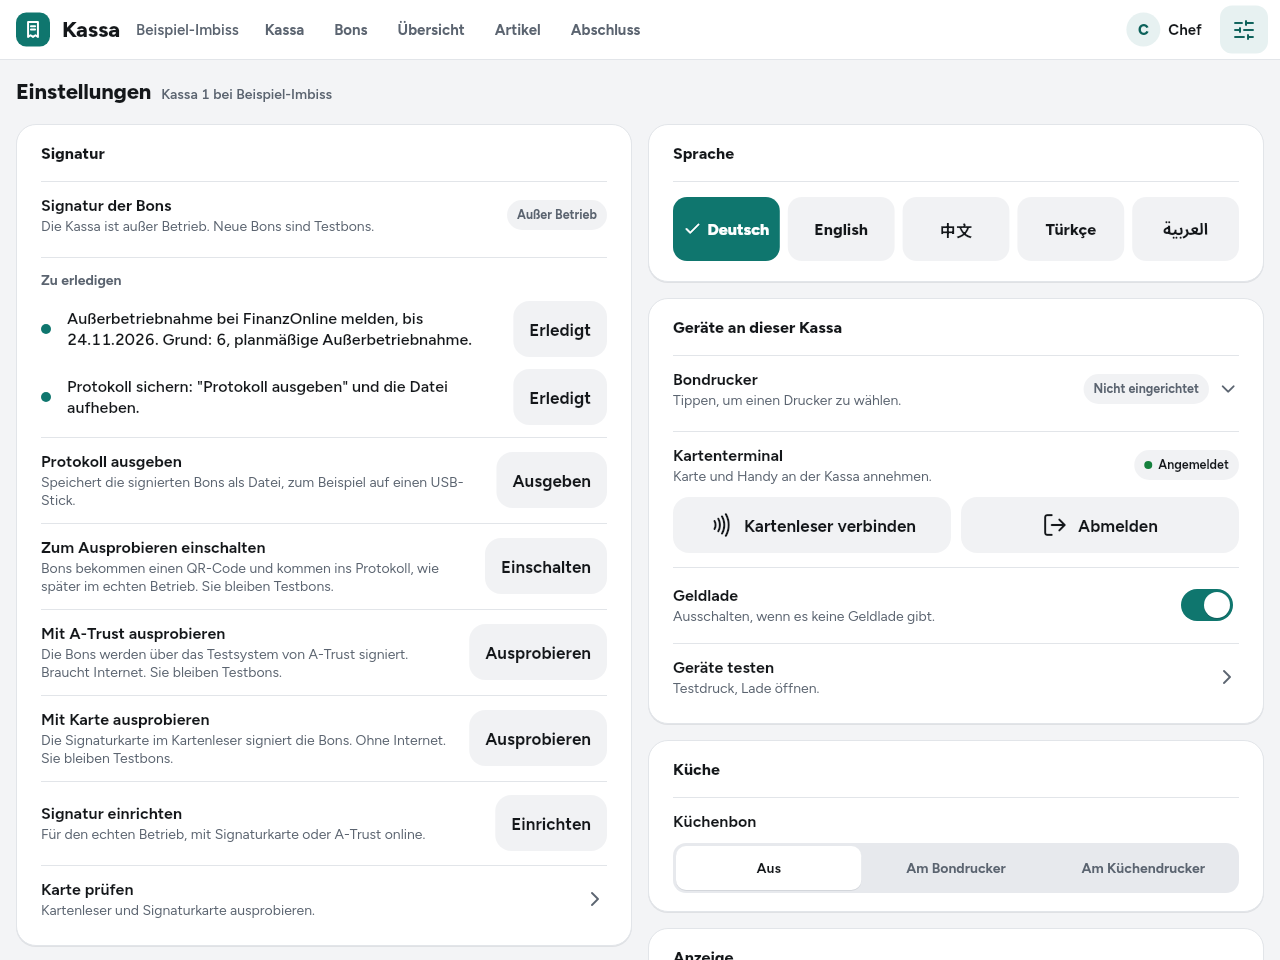 Kassa
Beispiel-Imbiss
Kassa
Bons
Übersicht
Artikel
Abschluss
C
Chef
Einstellungen
Kassa 1 bei Beispiel-Imbiss
Signatur
Signatur der Bons
Die Kassa ist außer Betrieb. Neue Bons sind Testbons.
Außer Betrieb
Zu erledigen
Außerbetriebnahme bei FinanzOnline melden, bis
24.11.2026. Grund: 6, planmäßige Außerbetriebnahme.
Erledigt
Protokoll sichern: "Protokoll ausgeben" und die Datei
aufheben.
Erledigt
Protokoll ausgeben
Speichert die signierten Bons als Datei, zum Beispiel auf einen USB-
Stick.
Ausgeben
Zum Ausprobieren einschalten
Bons bekommen einen QR-Code und kommen ins Protokoll, wie
später im echten Betrieb. Sie bleiben Testbons.
Einschalten
Mit A-Trust ausprobieren
Die Bons werden über das Testsystem von A-Trust signiert.
Braucht Internet. Sie bleiben Testbons.
Ausprobieren
Mit Karte ausprobieren
Die Signaturkarte im Kartenleser signiert die Bons. Ohne Internet.
Sie bleiben Testbons.
Ausprobieren
Signatur einrichten
Für den echten Betrieb, mit Signaturkarte oder A-Trust online.
Einrichten
Karte prüfen
Kartenleser und Signaturkarte ausprobieren.
Sprache
Deutsch
English
中文
Türkçe
العربية
Geräte an dieser Kassa
Bondrucker
Tippen, um einen Drucker zu wählen.
Nicht eingerichtet
Kartenterminal
Karte und Handy an der Kassa annehmen.
Angemeldet
Kartenleser verbinden
Abmelden
Geldlade
Ausschalten, wenn es keine Geldlade gibt.
Geräte testen
Testdruck, Lade öffnen.
Küche
Küchenbon
Aus
Am Bondrucker
Am Küchendrucker
Anzeige